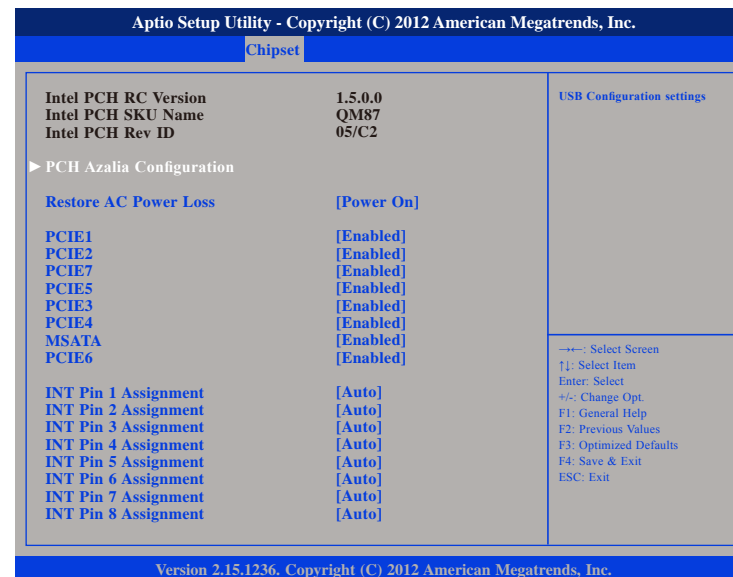 Aptio Setup Utility - Copyright (C) 2012 American Megatrends, Inc.
Chipset
Intel PCH RC Version 1.5.0.0
Intel PCH SKU Name QM87
Intel PCH Rev ID 05/C2
► PCH Azalia Configuration
Restore AC Power Loss [Power On]
PCIE1 [Enabled]
PCIE2 [Enabled]
PCIE7 [Enabled]
PCIE5 [Enabled]
PCIE3 [Enabled]
PCIE4 [Enabled]
MSATA [Enabled]
PCIE6 [Enabled]
INT Pin 1 Assignment [Auto]
INT Pin 2 Assignment [Auto]
INT Pin 3 Assignment [Auto]
INT Pin 4 Assignment [Auto]
INT Pin 5 Assignment [Auto]
INT Pin 6 Assignment [Auto]
INT Pin 7 Assignment [Auto]
INT Pin 8 Assignment [Auto]
USB Configuration settings
→←: Select Screen
↑↓: Select Item
Enter: Select
+/-: Change Opt.
F1: General Help
F2: Previous Values
F3: Optimized Defaults
F4: Save & Exit
ESC: Exit
Version 2.15.1236. Copyright (C) 2012 American Megatrends, Inc.